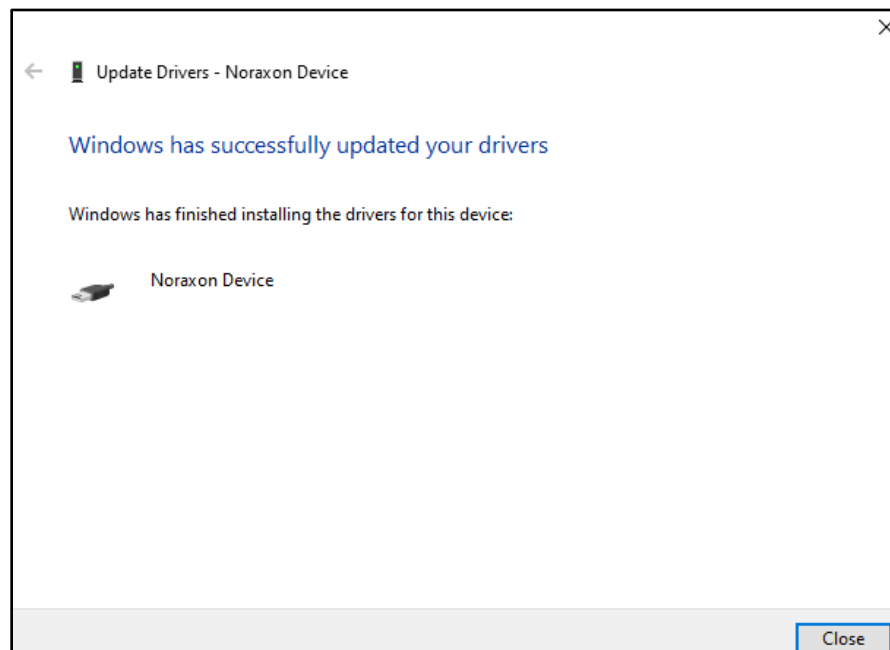 Update Drivers - Noraxon Device
Windows has successfully updated your drivers
Windows has finished installing the drivers for this device:
Noraxon Device
Close